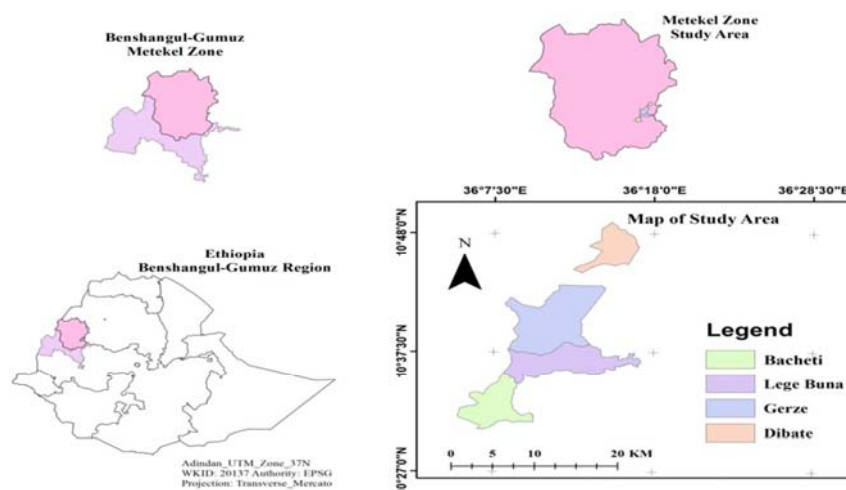 Benshangul-Gumuz
Metekel Zone
Metekel Zone
Study Area
36°7'30"E
36°18'0"E
36°28'30"E
10°48'0"N
10°37'30"N
10°27'0"N
Map of Study Area
N
Legend
Bacheti
Lege Buna
Gerze
Dibate
0 5 10 20 KM
Ethiopia
Benshangul-Gumuz Region
Adindan_UTM_Zone_37N
WKID: 20137 Authority: EPSG
Projection: Transverse_Mercato